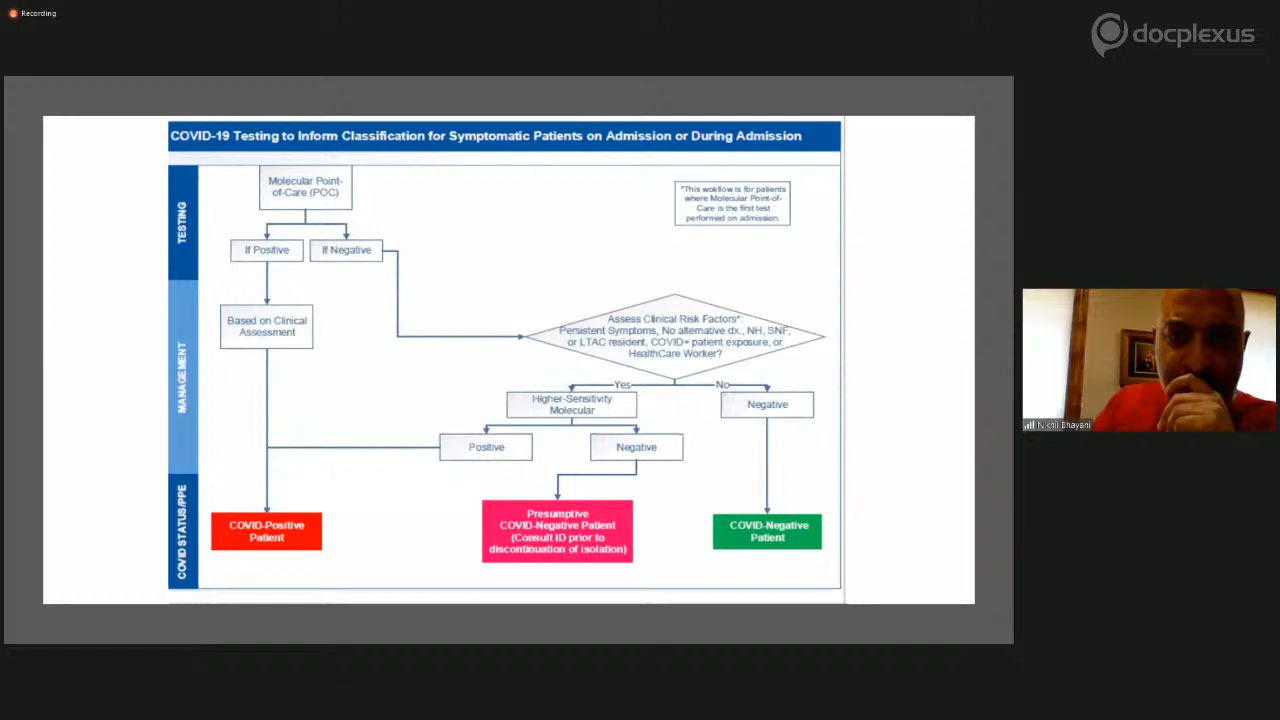 Recording
docplexus
COVID-19 Testing to Inform Classification for Symptomatic Patients on Admission or During Admission
TESTING
Molecular Point-
of-Care (POC)
*This wokflow is for patients
where Molecular Point-of-
Care is the first test
performed on admission.
If Positive
If Negative
MANAGEMENT
Based on Clinical
Assessment
Assess Clinical Risk Factors*:
Persistent Symptoms, No alternative dx., NH, SNF,
or LTAC resident, COVID+ patient exposure, or
HealthCare Worker?
Yes
No
Higher-Sensitivity
Molecular
Negative
Positive
Negative
COVID STATUS/PPE
COVID-Positive
Patient
Presumptive
COVID-Negative Patient
(Consult ID prior to
discontinuation of isolation)
COVID-Negative
Patient
Nikhil Bhayani